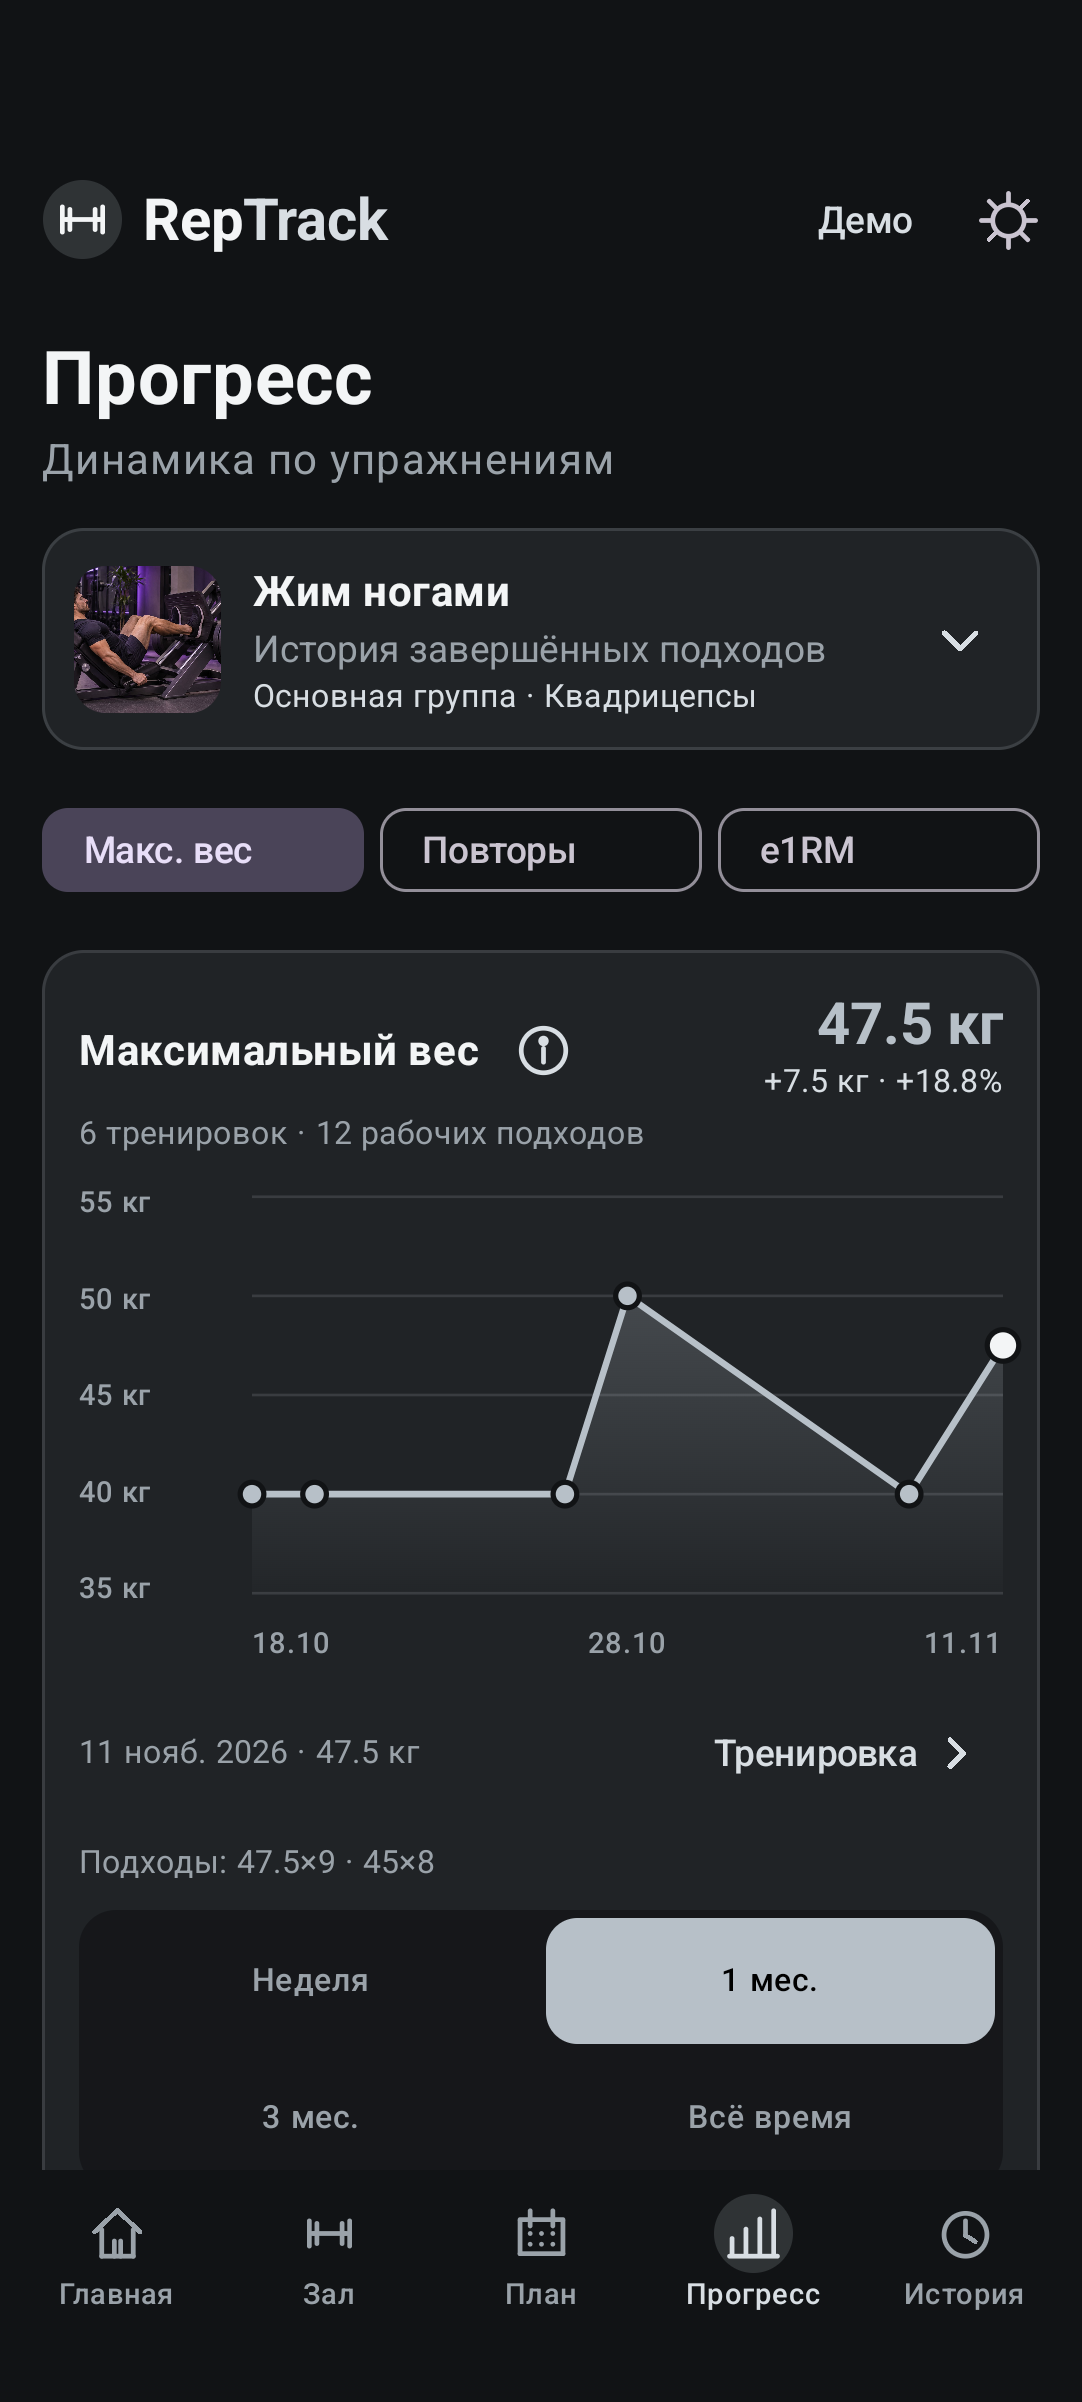 RepTrack
Демо
Прогресс
Динамика по упражнениям
Жим ногами
История завершённых подходов
Основная группа · Квадрицепсы
Макс. вес
Повторы
e1RM
Максимальный вес
47.5 кг
+7.5 кг · +18.8%
6 тренировок · 12 рабочих подходов
55 кг
50 кг
45 кг
40 кг
35 кг
18.10
28.10
11.11
11 нояб. 2026 · 47.5 кг
Тренировка
Подходы: 47.5×9 · 45×8
Неделя
1 мес.
3 мес.
Всё время
Главная
Зал
План
Прогресс
История